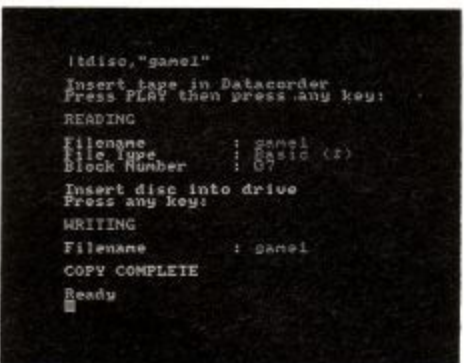 |tdisc,"game1"
Insert tape in Datacorder
Press PLAY then press any key:
READING
Filename : game1
File Type : Basic ($)
Block Number : 07
Insert disc into drive
Press any key:
WRITING
Filename : game1
COPY COMPLETE
Ready